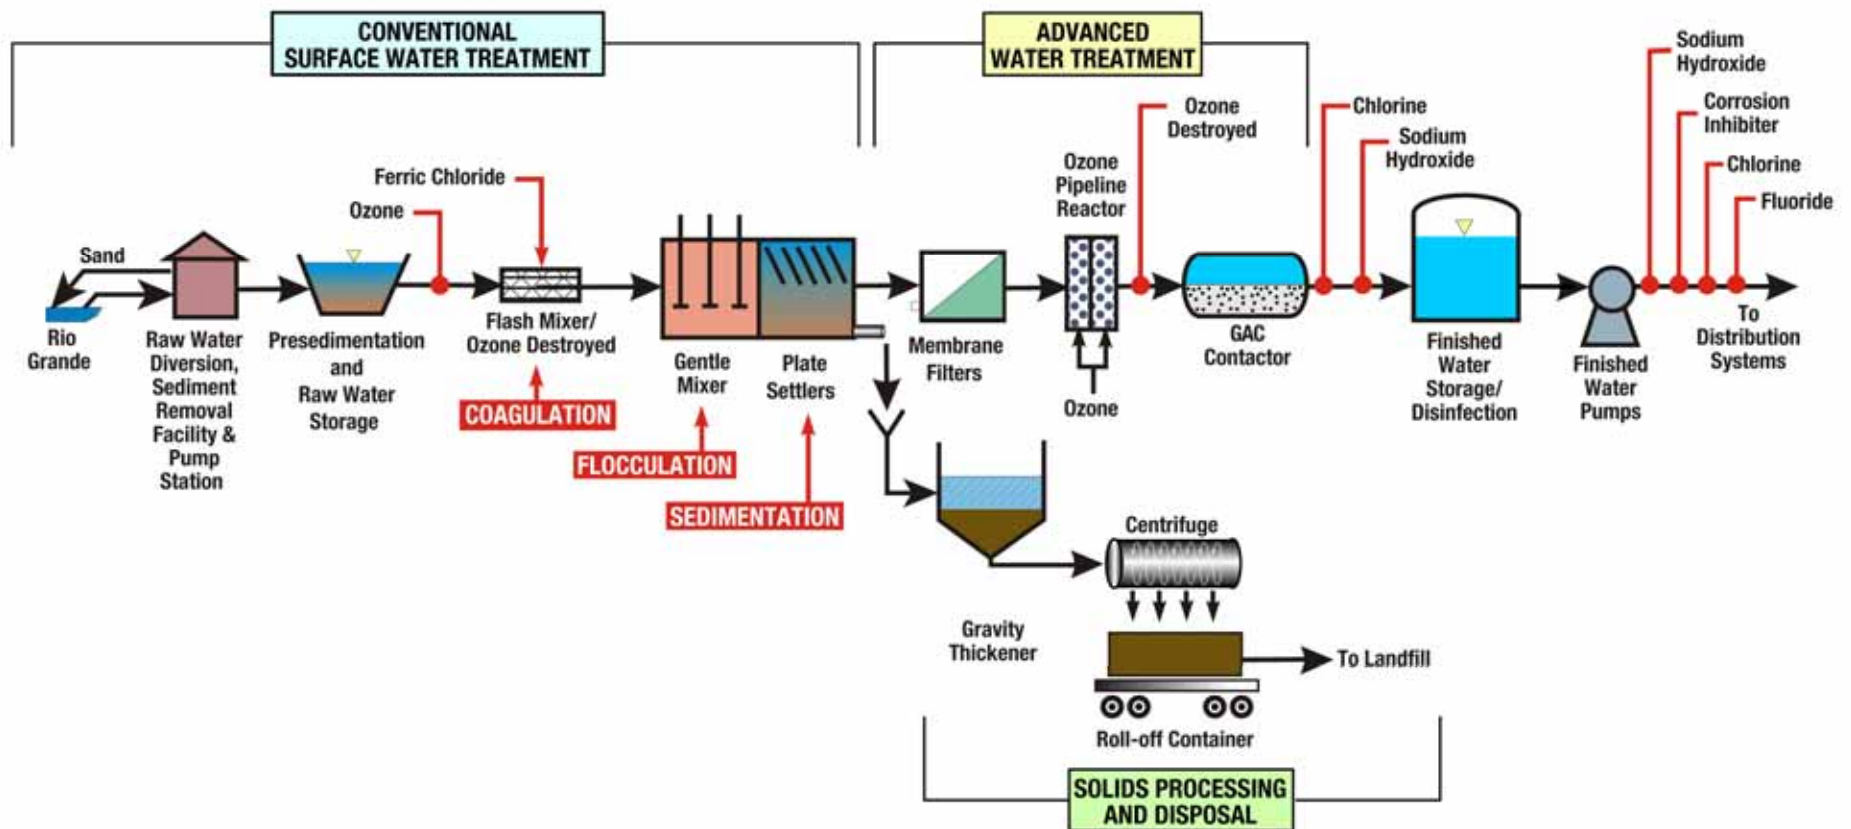 CONVENTIONAL
SURFACE WATER TREATMENT
ADVANCED
WATER TREATMENT
Sodium
Hydroxide
Corrosion
Inhibiter
Chlorine
Fluoride
Ozone
Destroyed
Chlorine
Sodium
Hydroxide
Ferric Chloride
Ozone
Ozone
Pipeline
Reactor
Sand
Rio
Grande
Raw Water
Diversion,
Sediment
Removal
Facility &
Pump
Station
Presedimentation
and
Raw Water
Storage
Flash Mixer/
Ozone Destroyed
COAGULATION
Gentle
Mixer
FLOCCULATION
Plate
Settlers
SEDIMENTATION
Membrane
Filters
Ozone
GAC
Contactor
Finished
Water
Storage/
Disinfection
Finished
Water
Pumps
To
Distribution
Systems
Centrifuge
Gravity
Thickener
To Landfill
Roll-off Container
SOLIDS PROCESSING
AND DISPOSAL